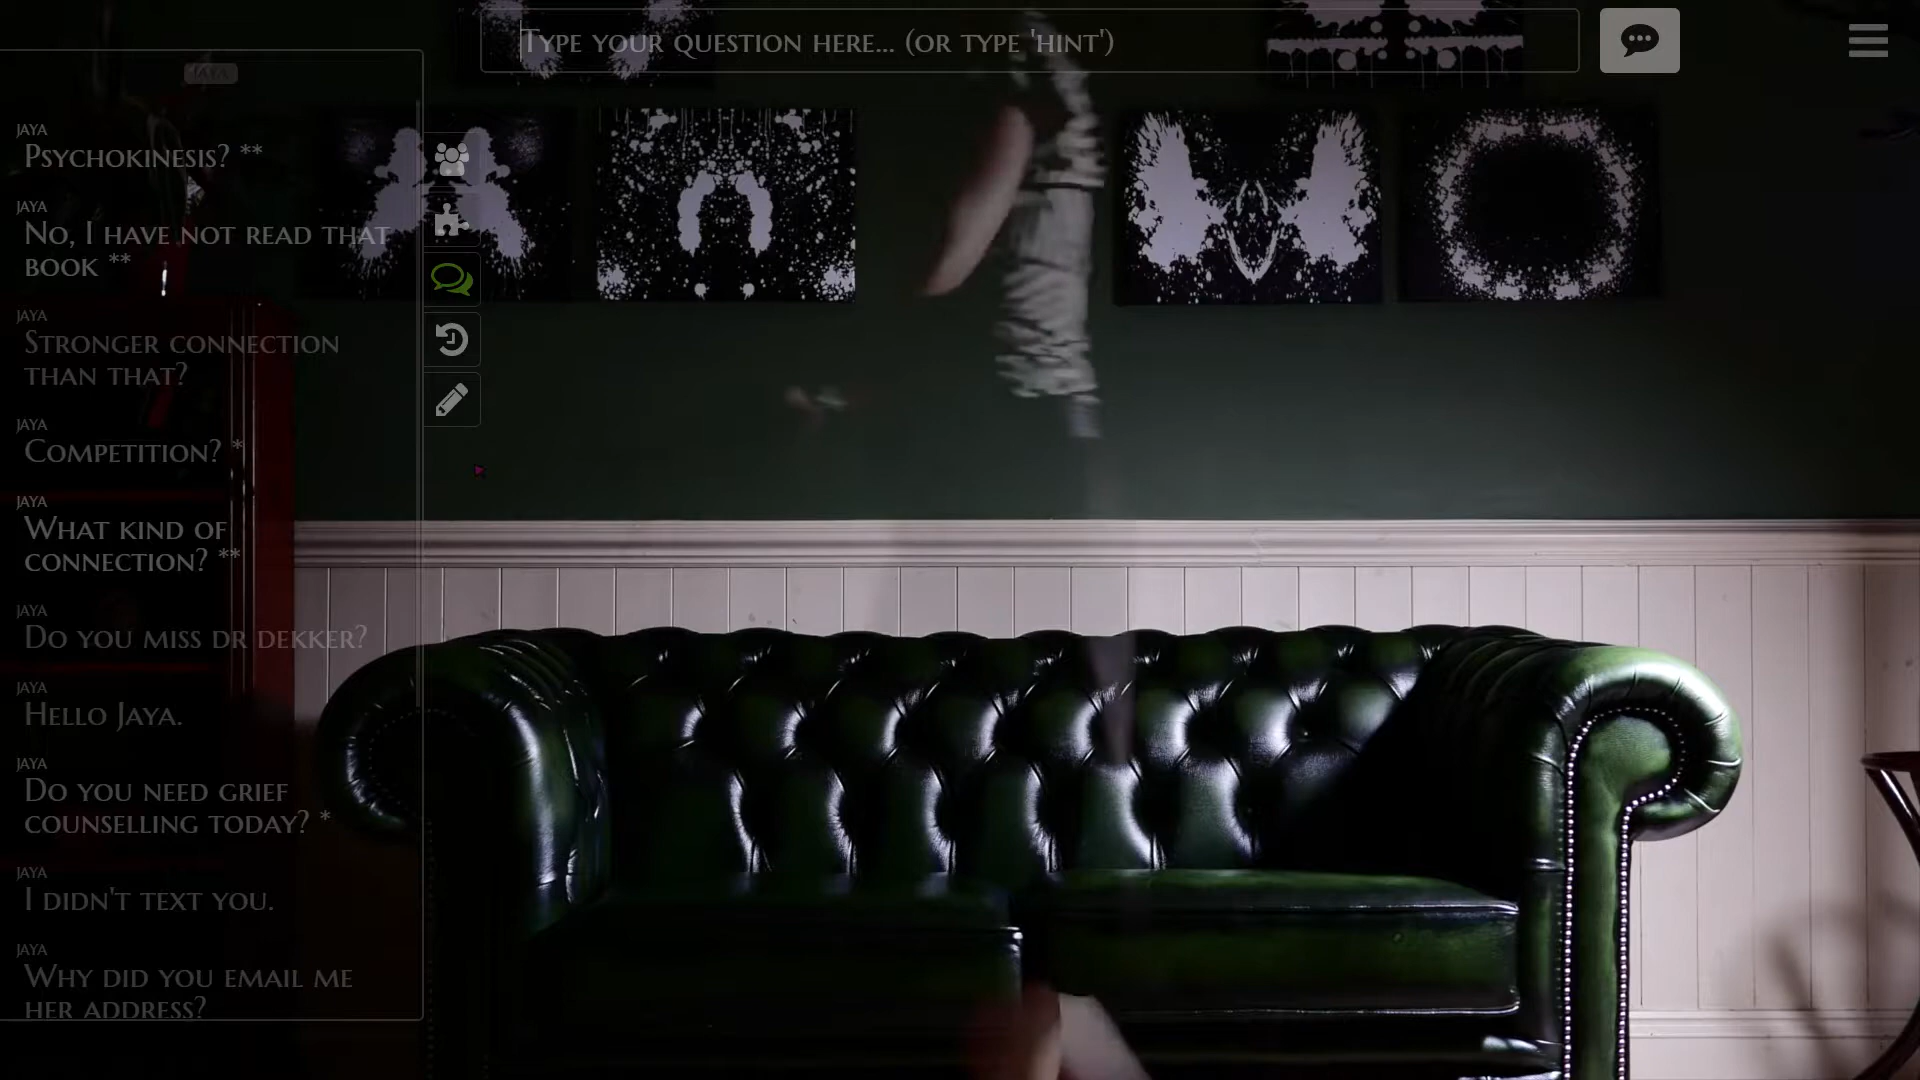 Type your question here... (or type 'hint')
JAYA
JAYA
Psychokinesis? **
JAYA
No, I have not read that
book **
JAYA
Stronger connection
than that?
JAYA
Competition? *
JAYA
What kind of
connection? **
JAYA
Do you miss Dr Dekker?
JAYA
Hello Jaya.
JAYA
Do you need grief
counselling today? *
JAYA
I didn't text you.
JAYA
Why did you email me
her address?